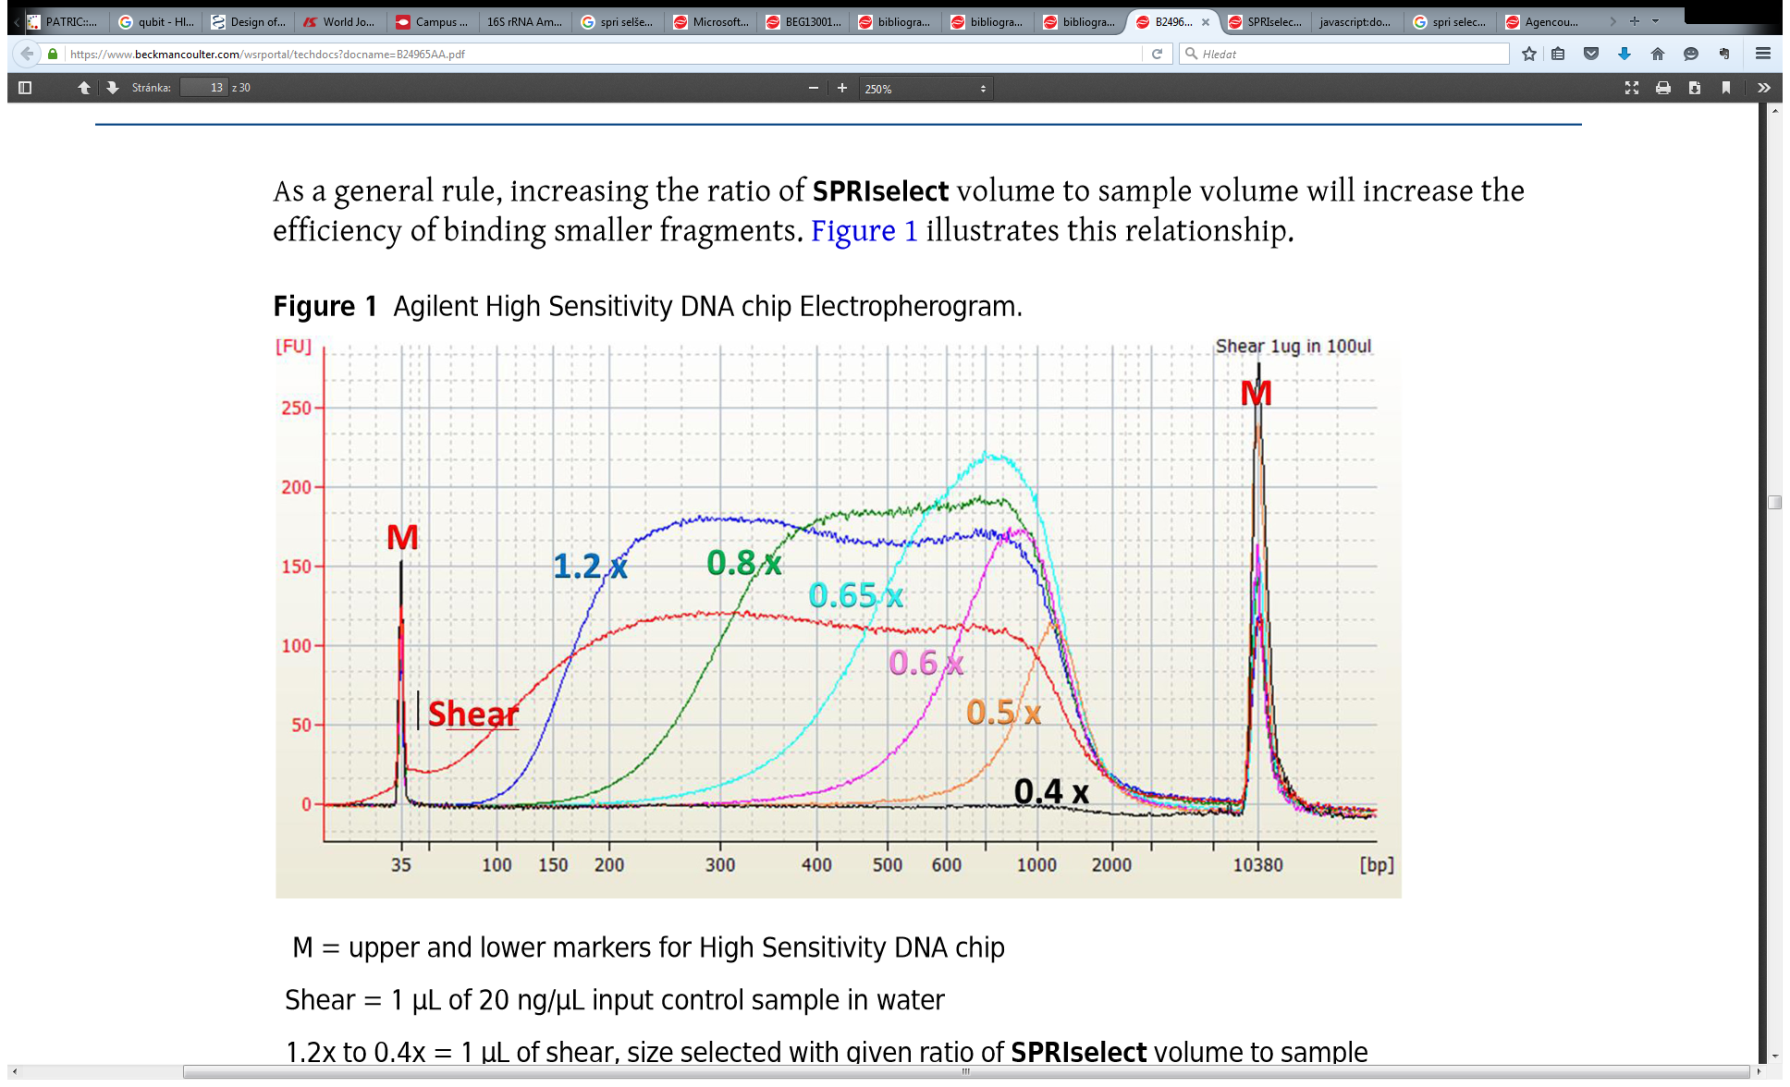 PATRIC::...
qubit - Hl...
Design of...
World Jo...
Campus ...
16S rRNA Am...
spri selše...
Microsoft...
BEG13001...
bibliogra...
bibliogra...
bibliogra...
B2496... ×
SPRIselec...
javascript:do...
spri selec...
Agencou...
https://www.beckmancoulter.com/wsrportal/techdocs?docname=B24965AA.pdf
Hledat
Stránka: 13 z 30
250%
As a general rule, increasing the ratio of SPRIselect volume to sample volume will increase the
efficiency of binding smaller fragments. Figure 1 illustrates this relationship.
Figure 1 Agilent High Sensitivity DNA chip Electropherogram.
[FU]
Shear 1ug in 100ul
M
250
200
M
150
1.2 x
0.8 x
0.65 x
100
0.6 x
Shear
0.5 x
50
0.4 x
0
35 100 150 200 300 400 500 600 1000 2000 10380 [bp]
M = upper and lower markers for High Sensitivity DNA chip
Shear = 1 µL of 20 ng/µL input control sample in water
1.2x to 0.4x = 1 µL of shear, size selected with given ratio of SPRIselect volume to sample